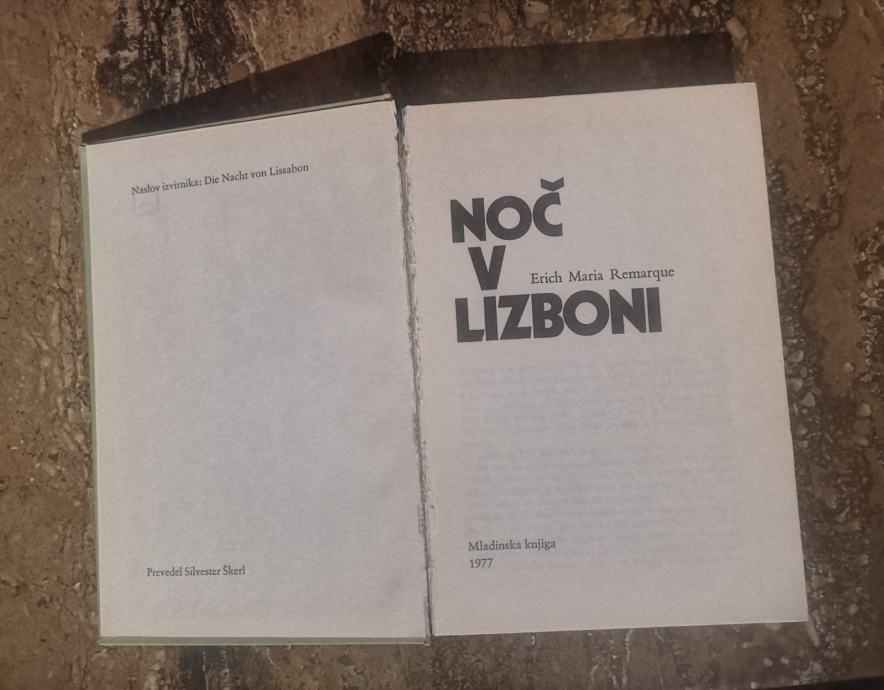 Naslov izvirnika: Die Nacht von Lissabon
Prevedel Silvester Škerl
NOČ
V
Erich Maria Remarque
LIZBONI
Mladinska knjiga
1977